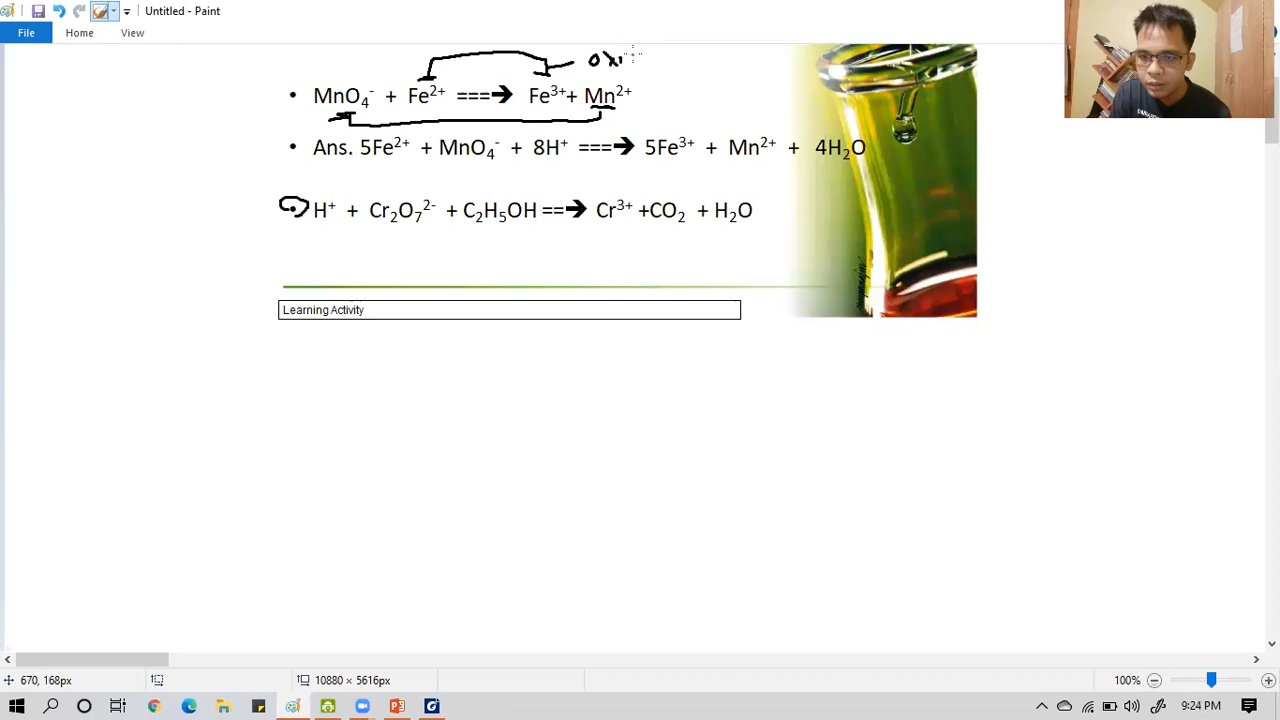 Untitled - Paint
File Home View
oxi
• MnO₄⁻ + Fe²⁺ ===➔ Fe³⁺+ Mn²⁺
• Ans. 5Fe²⁺ + MnO₄⁻ + 8H⁺ ===➔ 5Fe³⁺ + Mn²⁺ + 4H₂O
• H⁺ + Cr₂O₇²⁻ + C₂H₅OH ==➔ Cr³⁺ +CO₂ + H₂O
Learning Activity
670, 168px 10880 × 5616px 100%
9:24 PM